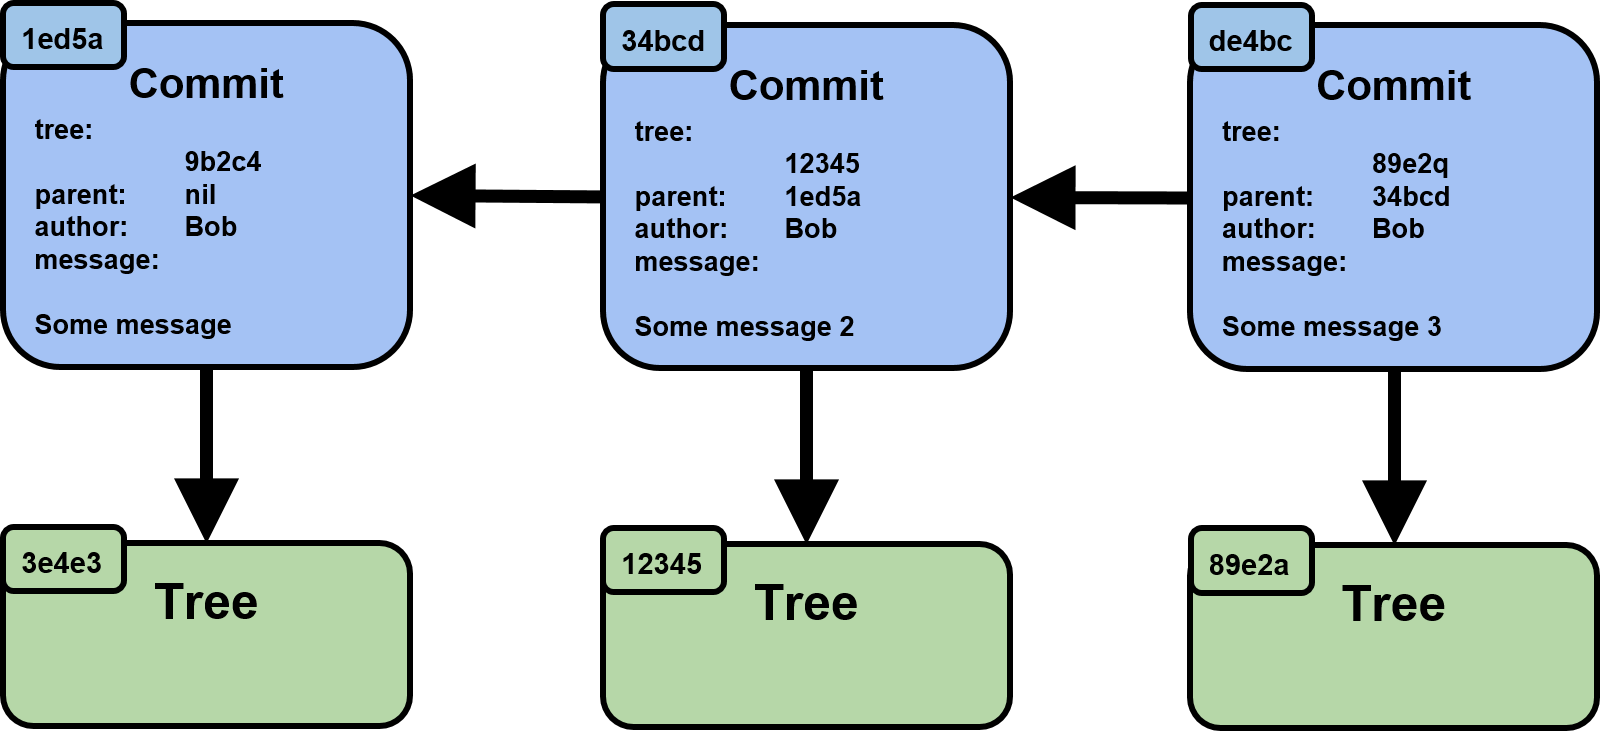 1ed5a
Commit
tree:
9b2c4
parent: nil
author: Bob
message:
Some message
34bcd
Commit
tree:
12345
parent: 1ed5a
author: Bob
message:
Some message 2
de4bc
Commit
tree:
89e2q
parent: 34bcd
author: Bob
message:
Some message 3
3e4e3
Tree
12345
Tree
89e2a
Tree